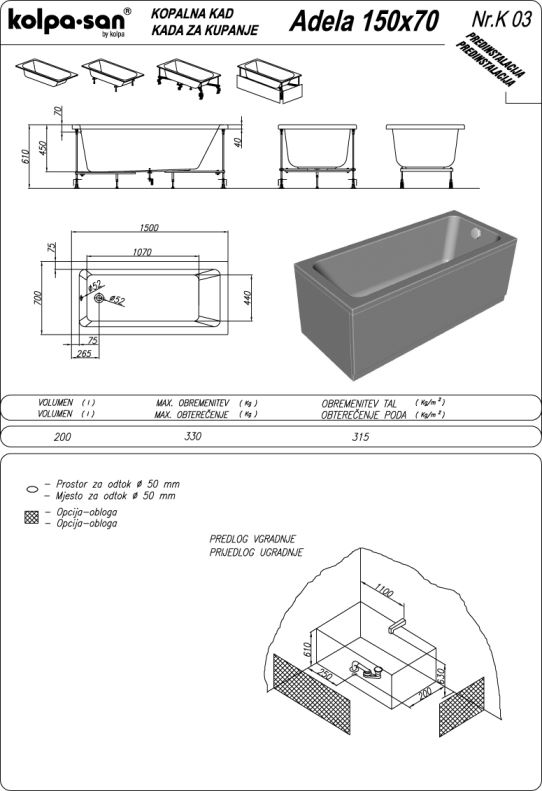 kolpa-san®
by kolpa
KOPALNA KAD
KADA ZA KUPANJE
Adela 150x70
Nr.K 03
PREDINSTALACIJA
PREDINSTALACIJA
70
610
450
40
1500
75
1070
700
ø52
ø52
440
75
265
VOLUMEN ( l ) MAX. OBREMENITEV ( Kg ) OBREMENITEV TAL ( Kg/m² )
VOLUMEN ( l ) MAX. OBTEREČENJE ( Kg ) OBTEREČENJE PODA ( Kg/m² )
200 330 315
– Prostor za odtok ø 50 mm
– Mjesto za odtok ø 50 mm
– Opcija-obloga
– Opcija-obloga
PREDLOG VGRADNJE
PRIJEDLOG UGRADNJE
1100
610
250
200
630